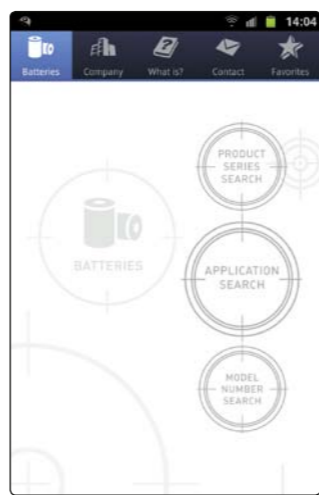 14:04
Batteries
Company
What is?
Contact
Favorites
PRODUCT
SERIES
SEARCH
BATTERIES
APPLICATION
SEARCH
MODEL
NUMBER
SEARCH